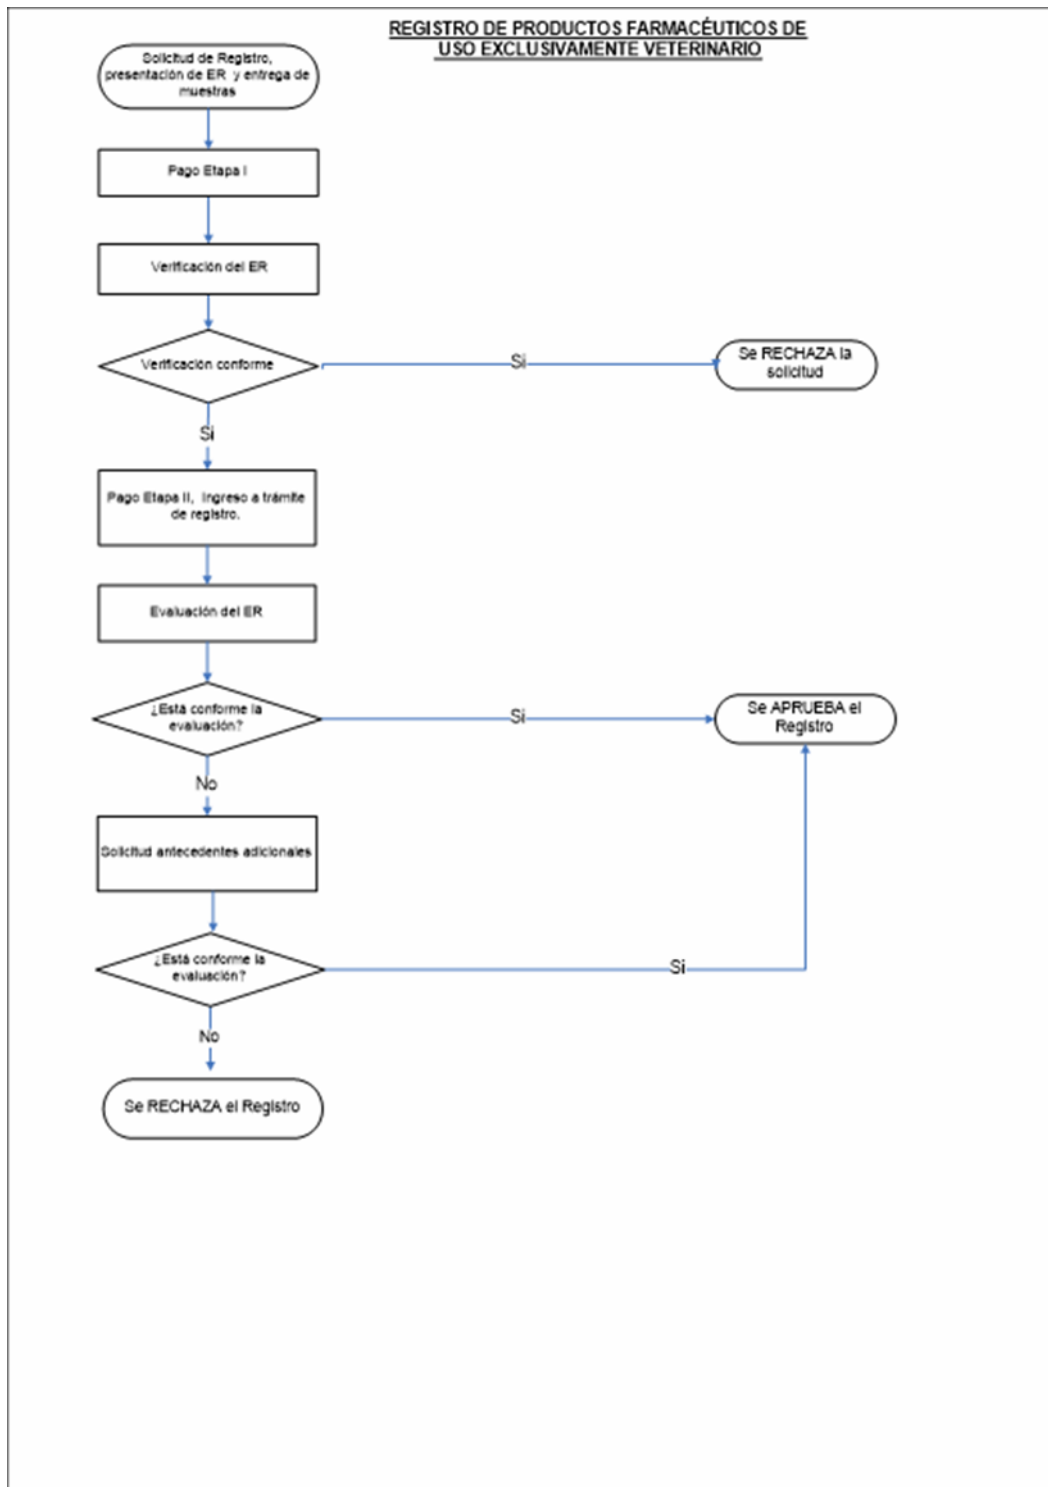 REGISTRO DE PRODUCTOS FARMACÉUTICOS DE
USO EXCLUSIVAMENTE VETERINARIO
Solicitud de Registro,
presentación de ER y entrega de
muestras
Pago Etapa I
Verificación del ER
Verificación conforme
Si
Se RECHAZA la
solicitud
Si
Pago Etapa II, Ingreso a trámite
de registro.
Evaluación del ER
¿Está conforme la
evaluación?
Si
Se APRUEBA el
Registro
No
Solicitud antecedentes adicionales
¿Está conforme la
evaluación?
Si
No
Se RECHAZA el Registro